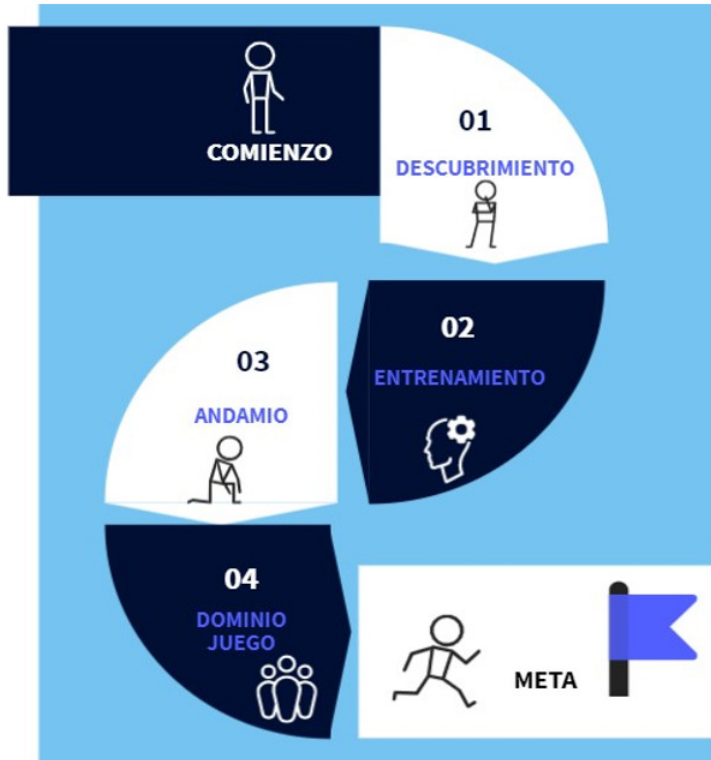 COMIENZO
01
DESCUBRIMIENTO
02
ENTRENAMIENTO
03
ANDAMIO
04
DOMINIO
JUEGO
META